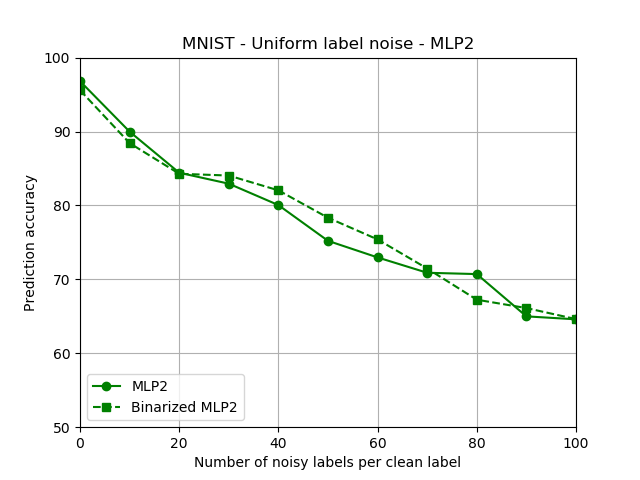 MNIST - Uniform label noise - MLP2
Prediction accuracy
100
90
80
70
60
50
MLP2
Binarized MLP2
0 20 40 60 80 100
Number of noisy labels per clean label